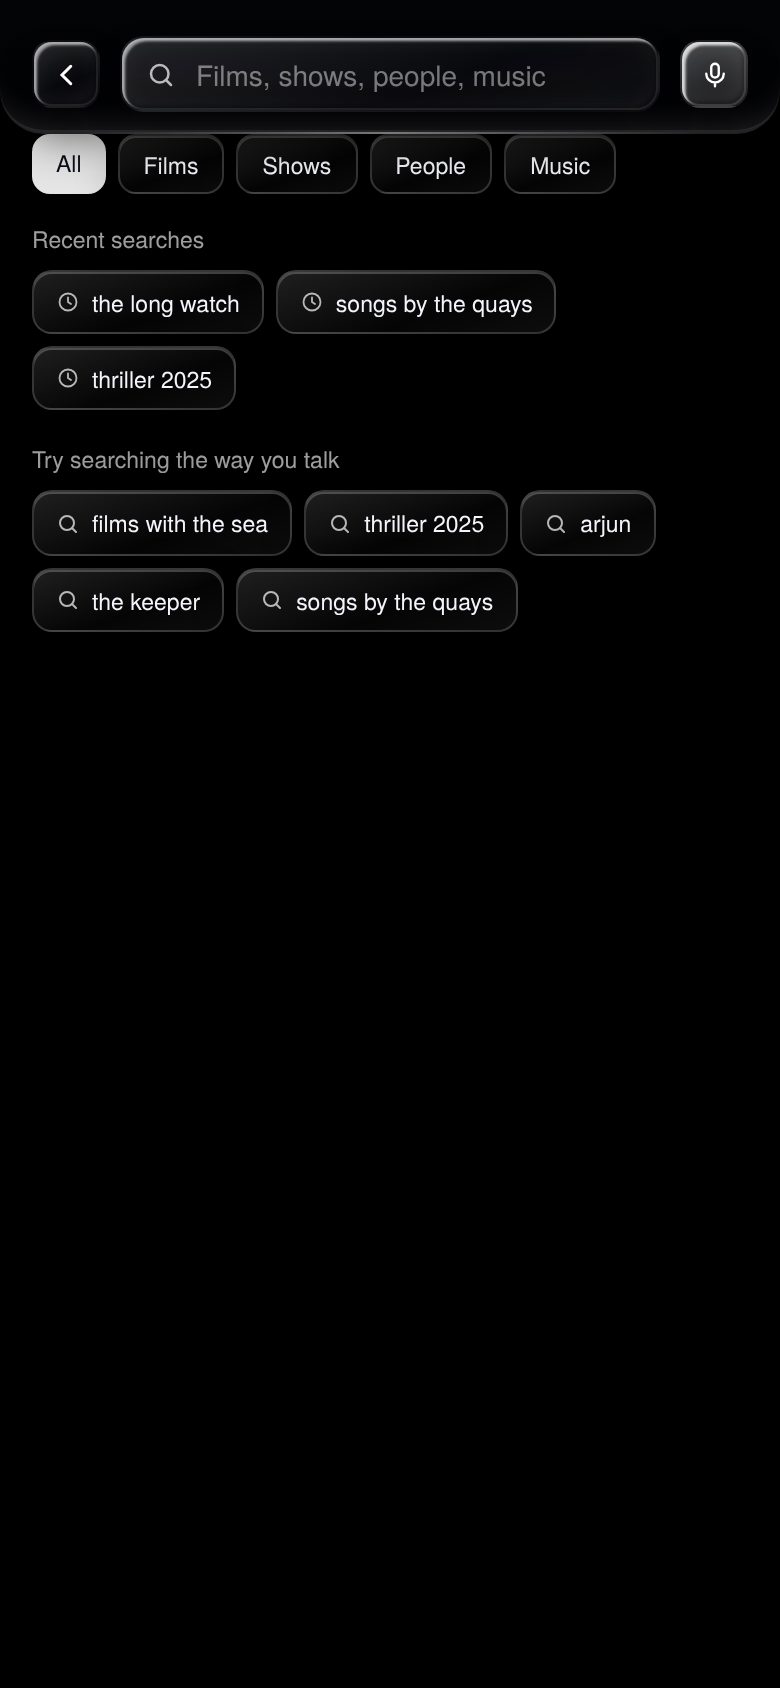 Films, shows, people, music
All Films Shows People Music
Recent searches
the long watch songs by the quays
thriller 2025
Try searching the way you talk
films with the sea thriller 2025 arjun
the keeper songs by the quays